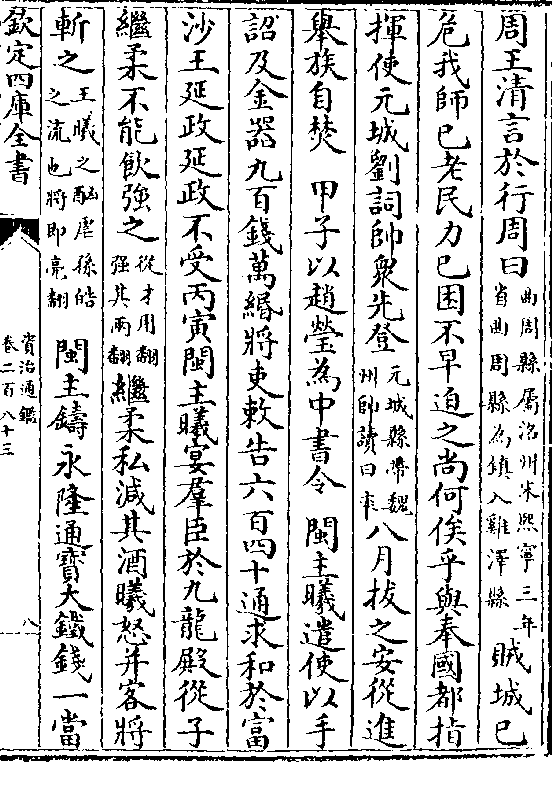 周王清言於行周曰曲周縣屬洺州宋熙寧三年省曲周縣為鎮入雞澤縣賊城已
危我師已老民力已困不早迫之尚何俟乎與奉國都指
揮使元城劉詞帥衆先登元城縣帶魏州帥讀曰率八月拔之安從進
舉族自焚 甲子以趙瑩為中書令 閩主曦遣使以手
詔及金器九百錢萬緡將吏敕告六百四十通求和於富
沙王延政延政不受丙寅閩主曦宴羣臣於九龍殿從子
繼柔不能飲強之從才用翻強其兩翻繼柔私減其酒曦怒并客將
斬之王曦之酗虐孫皓之流也將即亮翻 閩主鑄永隆通寶大鐵錢一當
欽定四庫全書
資治通鑑
卷二百八十三
八